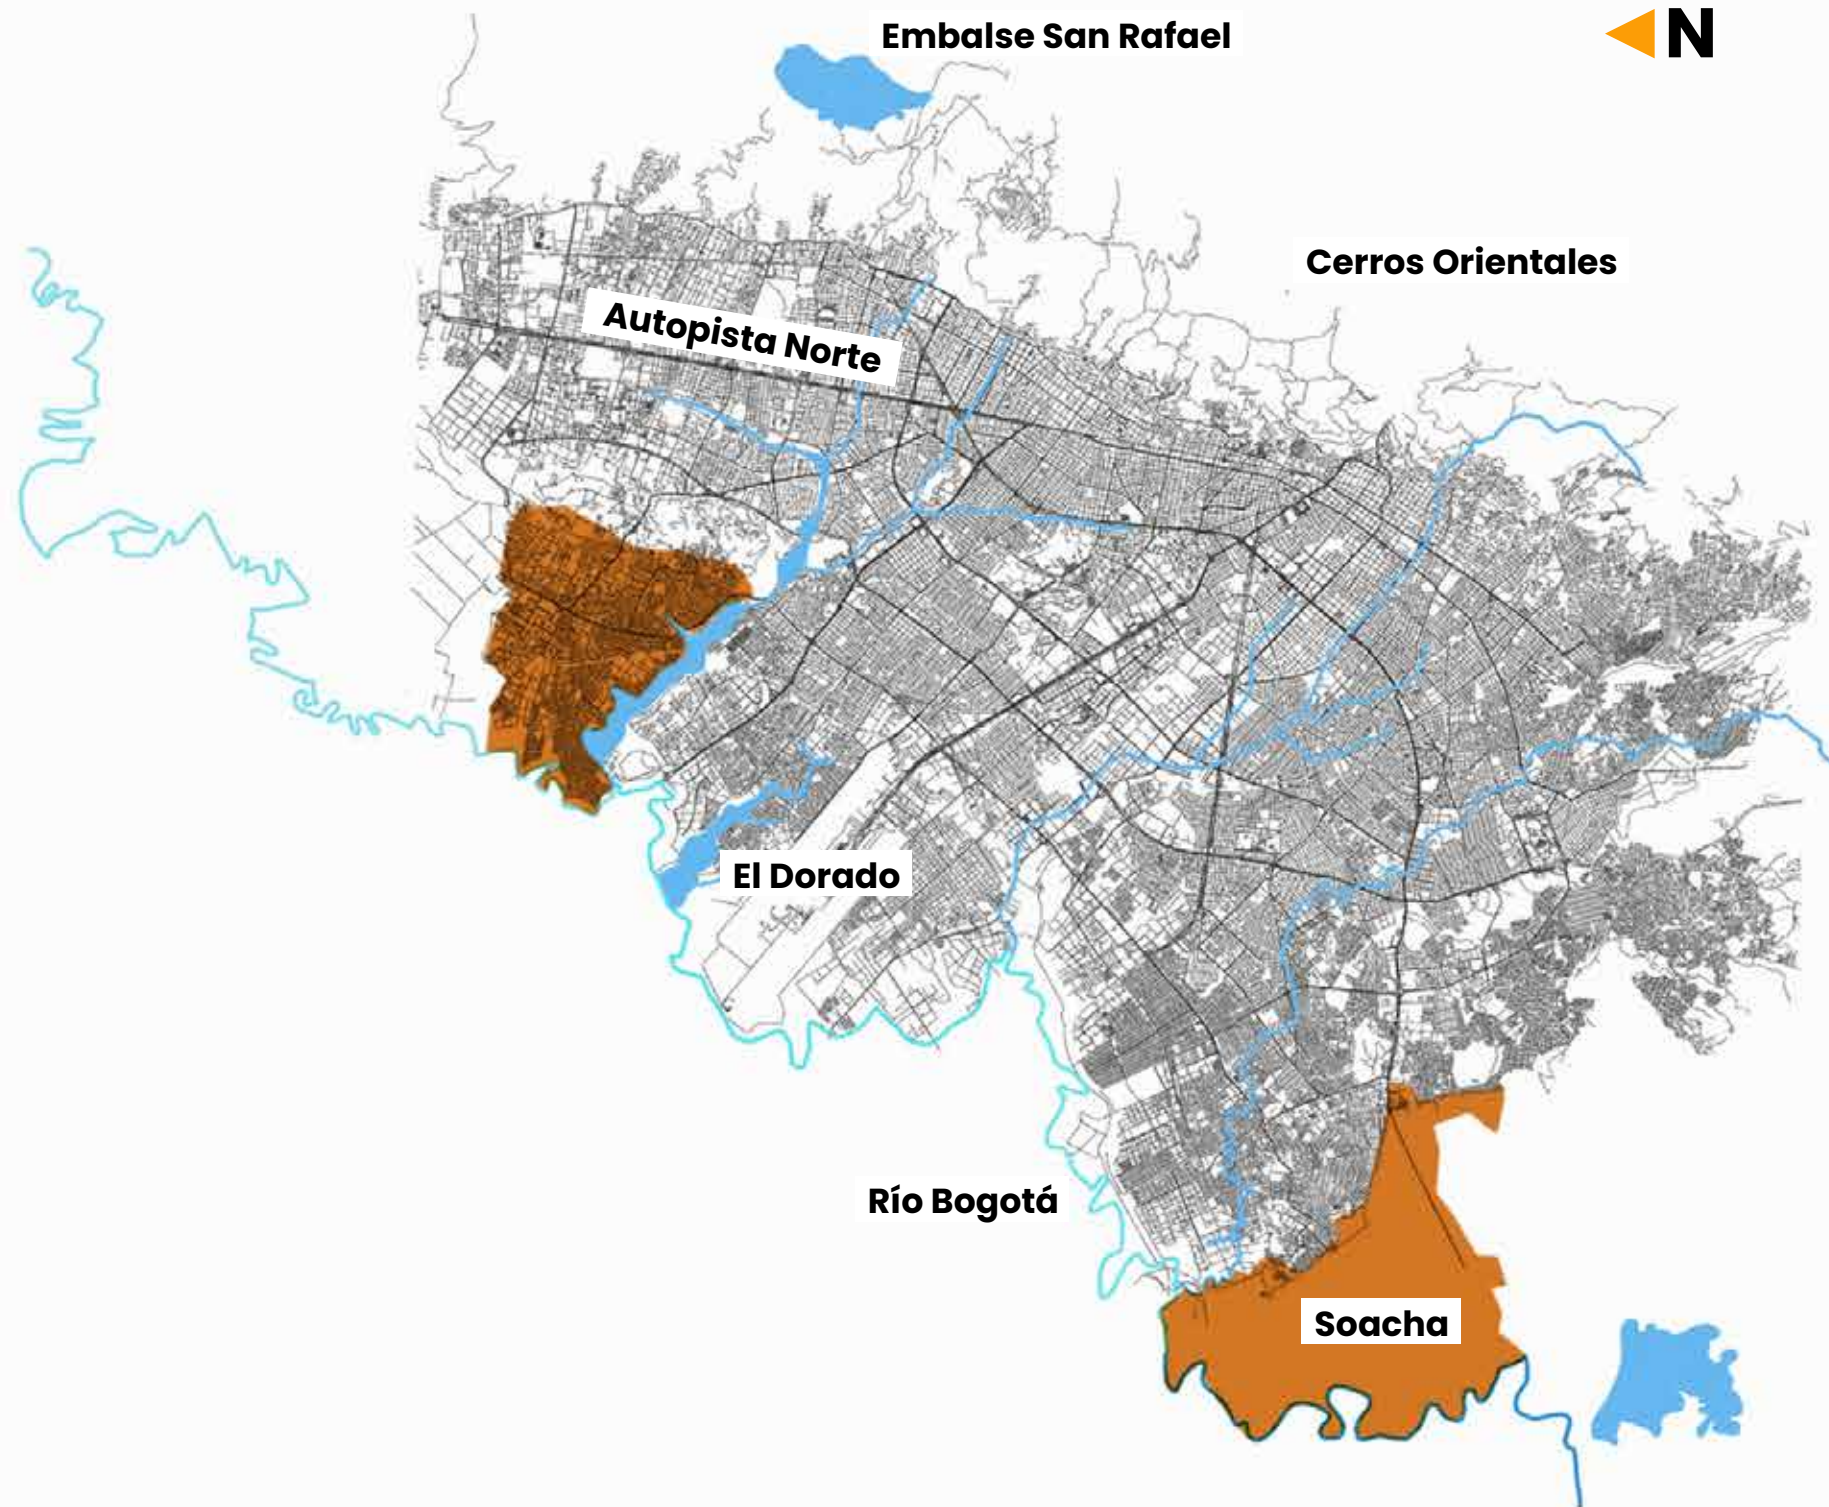 Embalse San Rafael
N
Cerros Orientales
Autopista Norte
El Dorado
Río Bogotá
Soacha